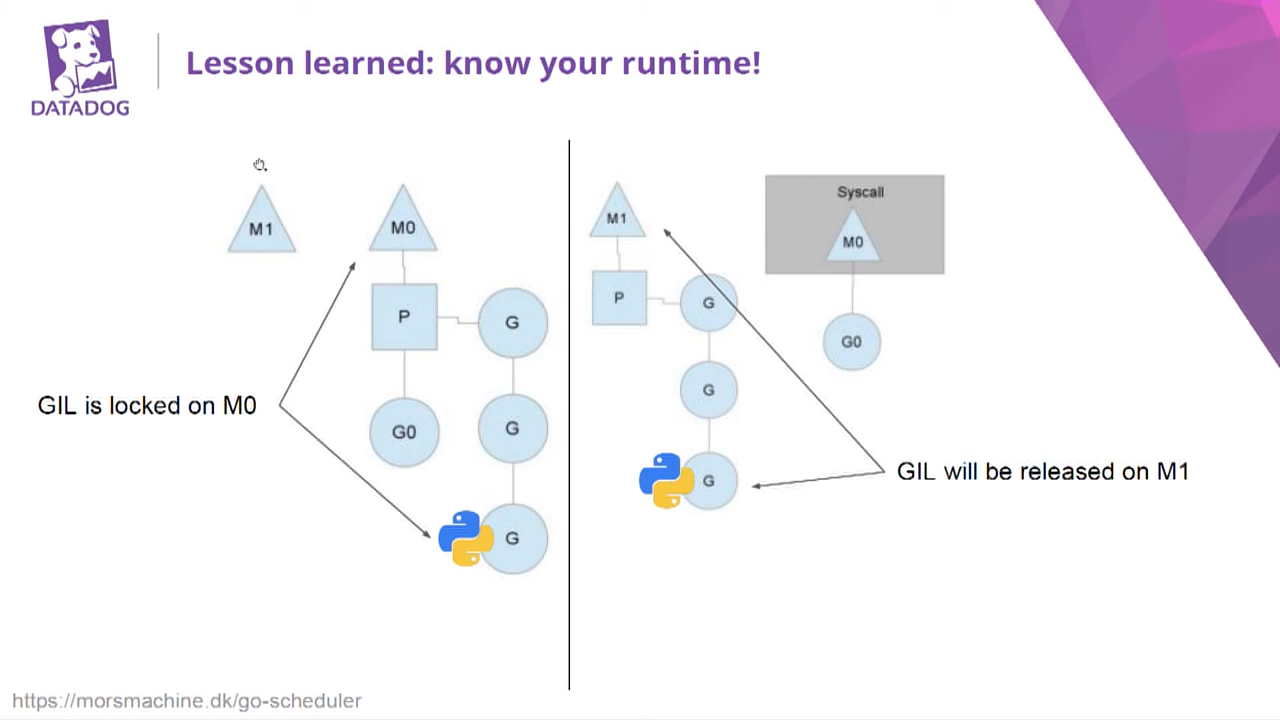 DATADOG
Lesson learned: know your runtime!
M1
M0
P
G
GIL is locked on M0
G0
G
G
Syscall
M1
M0
P
G
G0
G
G
GIL will be released on M1
https://morsmachine.dk/go-scheduler